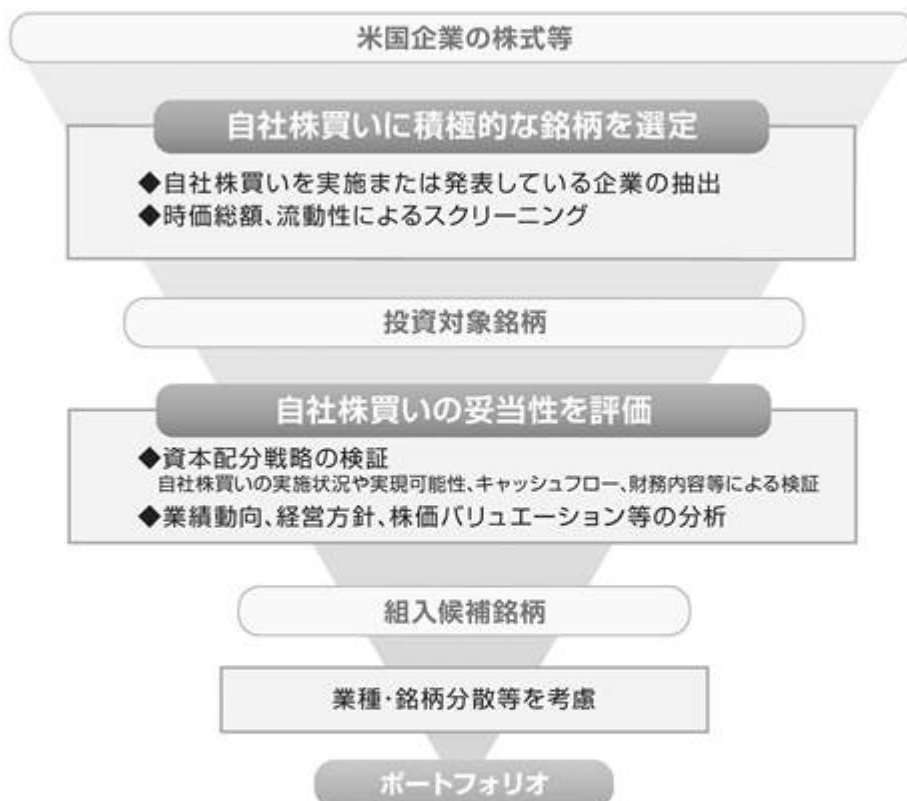 米国企業の株式等
自社株買いに積極的な銘柄を選定
◆自社株買いを実施または発表している企業の抽出
◆時価総額、流動性によるスクリーニング
投資対象銘柄
自社株買いの妥当性を評価
◆資本配分戦略の検証
自社株買いの実施状況や実現可能性、キャッシュフロー、財務内容等による検証
◆業績動向、経営方針、株価バリュエーション等の分析
組入候補銘柄
業種・銘柄分散等を考慮
ポートフォリオ